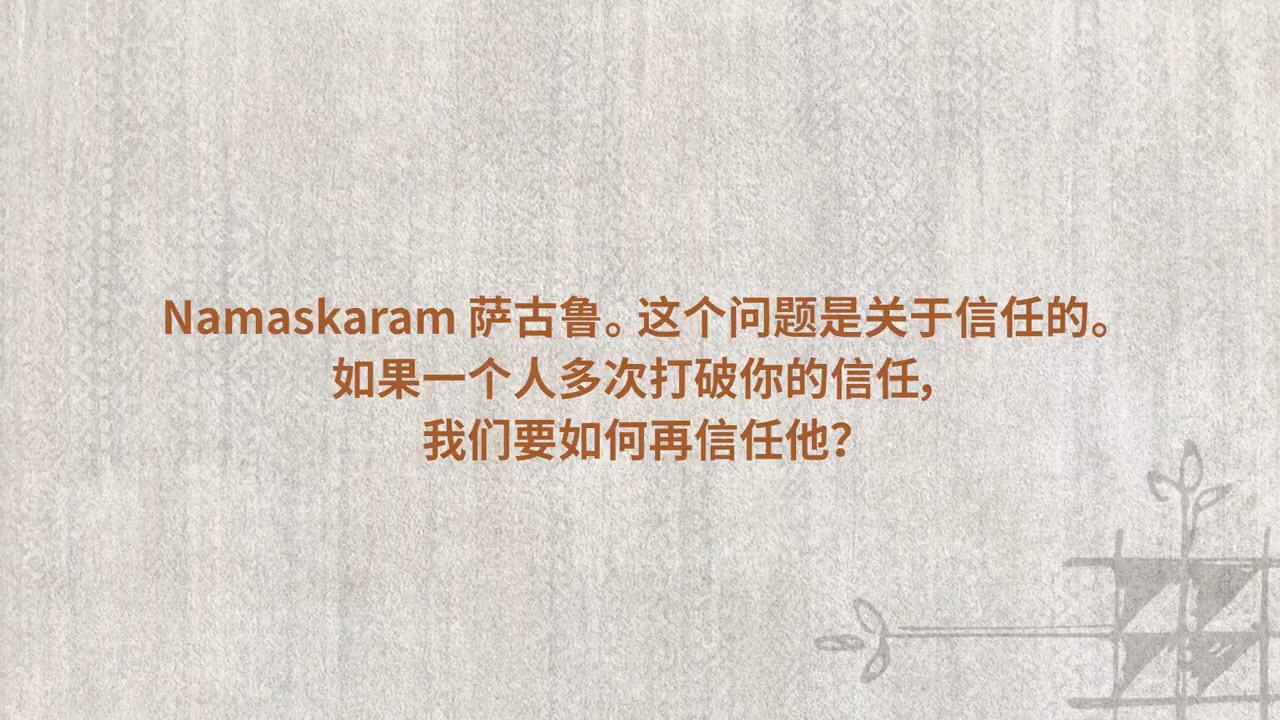 Namaskaram 萨古鲁。这个问题是关于信任的。
如果一个人多次打破你的信任，
我们要如何再信任他？